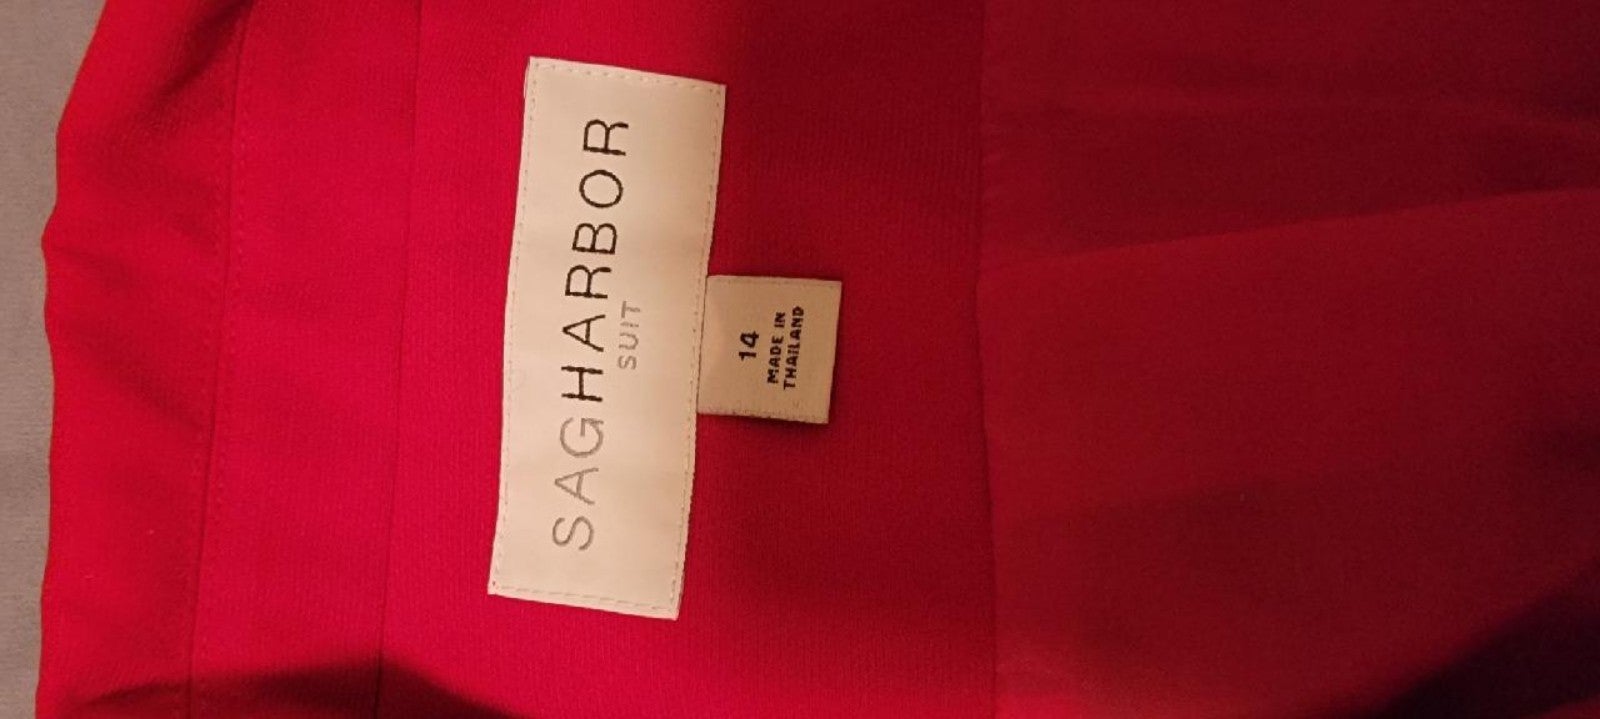 SAGHARBOR
SUIT
14
MADE IN
THAILAND